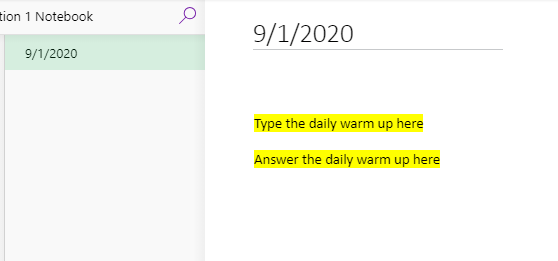 tion 1 Notebook
9/1/2020
9/1/2020
Type the daily warm up here
Answer the daily warm up here